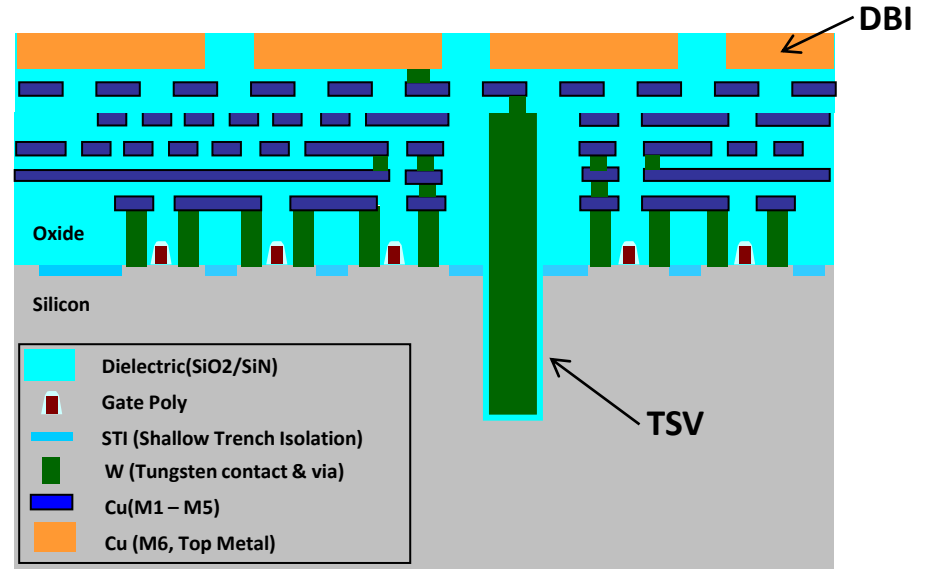 DBI
Oxide
Silicon
Dielectric(SiO2/SiN)
Gate Poly
STI (Shallow Trench Isolation)
W (Tungsten contact & via)
Cu(M1 – M5)
Cu (M6, Top Metal)
TSV